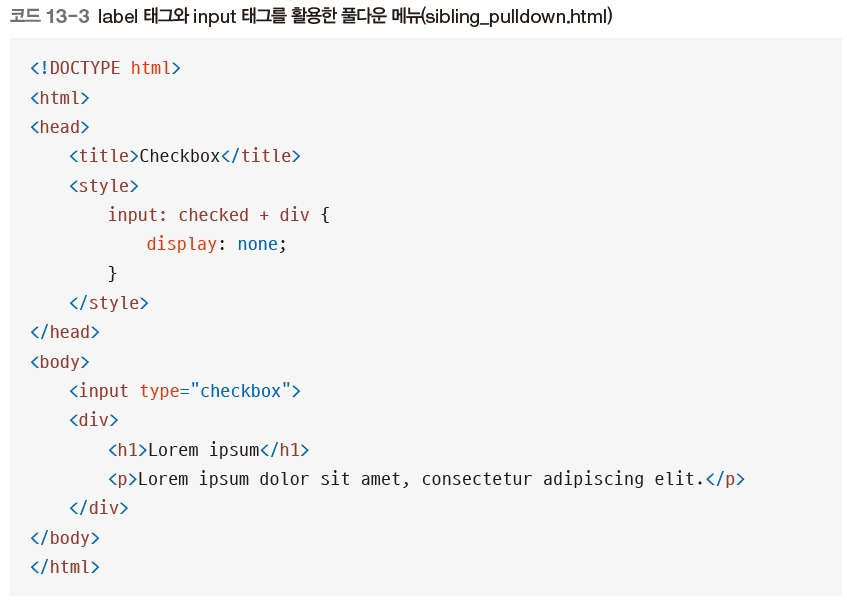 코드 13-3 label 태그와 input 태그를 활용한 풀다운 메뉴(sibling_pulldown.html)
<!DOCTYPE html>
<html>
<head>
    <title>Checkbox</title>
    <style>
        input: checked + div {
            display: none;
        }
    </style>
</head>
<body>
    <input type="checkbox">
    <div>
        <h1>Lorem ipsum</h1>
        <p>Lorem ipsum dolor sit amet, consectetur adipiscing elit.</p>
    </div>
</body>
</html>